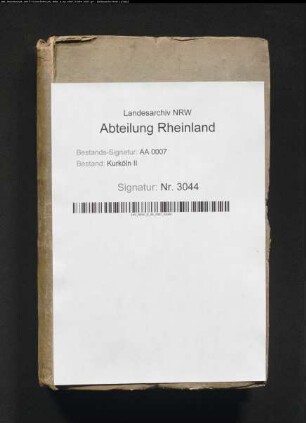 Landesarchiv NRW
Abteilung Rheinland
Bestands-Signatur: AA 0007
Bestand: Kurköln II
Signatur: Nr. 3044